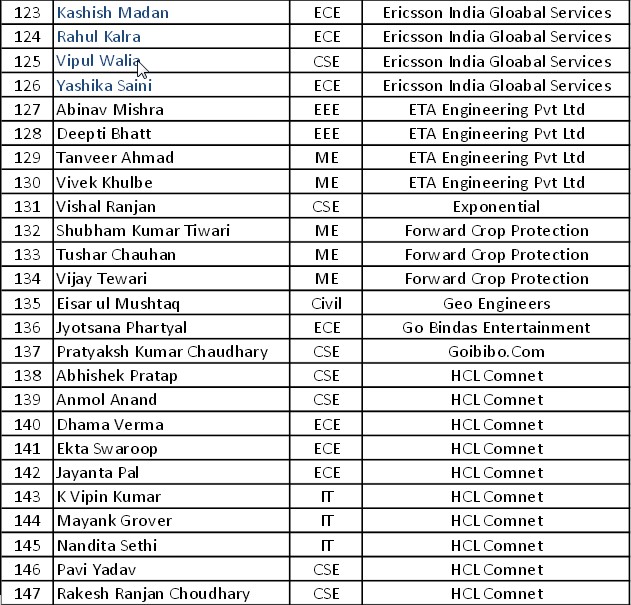 123 Kashish Madan ECE Ericsson India Gloabal Services
124 Rahul Kalra ECE Ericsson India Gloabal Services
125 Vipul Walia CSE Ericsson India Gloabal Services
126 Yashika Saini ECE Ericsson India Gloabal Services
127 Abinav Mishra EEE ETA Engineering Pvt Ltd
128 Deepti Bhatt EEE ETA Engineering Pvt Ltd
129 Tanveer Ahmad ME ETA Engineering Pvt Ltd
130 Vivek Khulbe ME ETA Engineering Pvt Ltd
131 Vishal Ranjan CSE Exponential
132 Shubham Kumar Tiwari ME Forward Crop Protection
133 Tushar Chauhan ME Forward Crop Protection
134 Vijay Tewari ME Forward Crop Protection
135 Eisar ul Mushtaq Civil Geo Engineers
136 Jyotsana Phartyal ECE Go Bindas Entertainment
137 Pratyaksh Kumar Chaudhary CSE Goibibo.Com
138 Abhishek Pratap CSE HCL Comnet
139 Anmol Anand CSE HCL Comnet
140 Dhama Verma ECE HCL Comnet
141 Ekta Swaroop ECE HCL Comnet
142 Jayanta Pal ECE HCL Comnet
143 K Vipin Kumar IT HCL Comnet
144 Mayank Grover IT HCL Comnet
145 Nandita Sethi IT HCL Comnet
146 Pavi Yadav CSE HCL Comnet
147 Rakesh Ranjan Choudhary CSE HCL Comnet